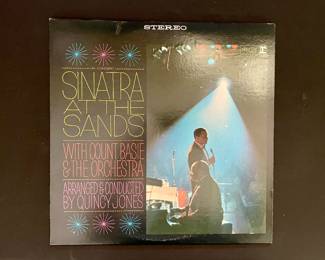 STEREO
SINATRA
AT THE
SANDS
WITH COUNT BASIE
& THE ORCHESTRA
ARRANGED & CONDUCTED
BY QUINCY JONES